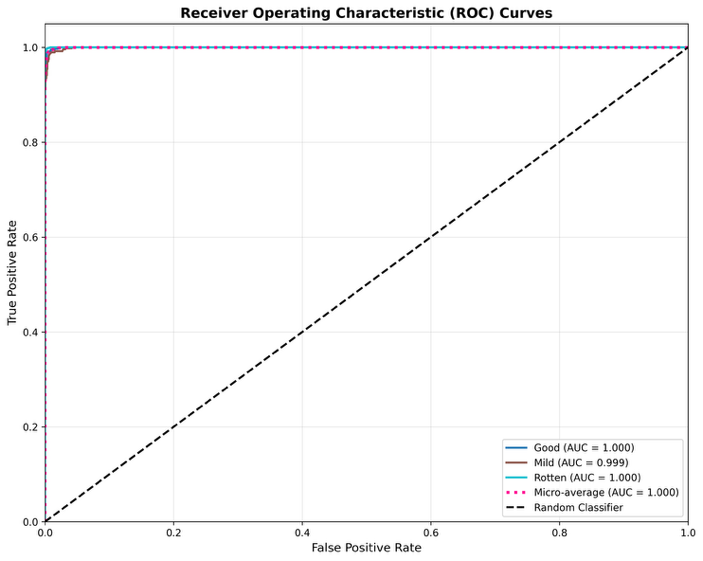 Receiver Operating Characteristic (ROC) Curves
True Positive Rate
1.0
0.8
0.6
0.4
0.2
0.0
0.0 0.2 0.4 0.6 0.8 1.0
False Positive Rate
Good (AUC = 1.000)
Mild (AUC = 0.999)
Rotten (AUC = 1.000)
Micro-average (AUC = 1.000)
Random Classifier